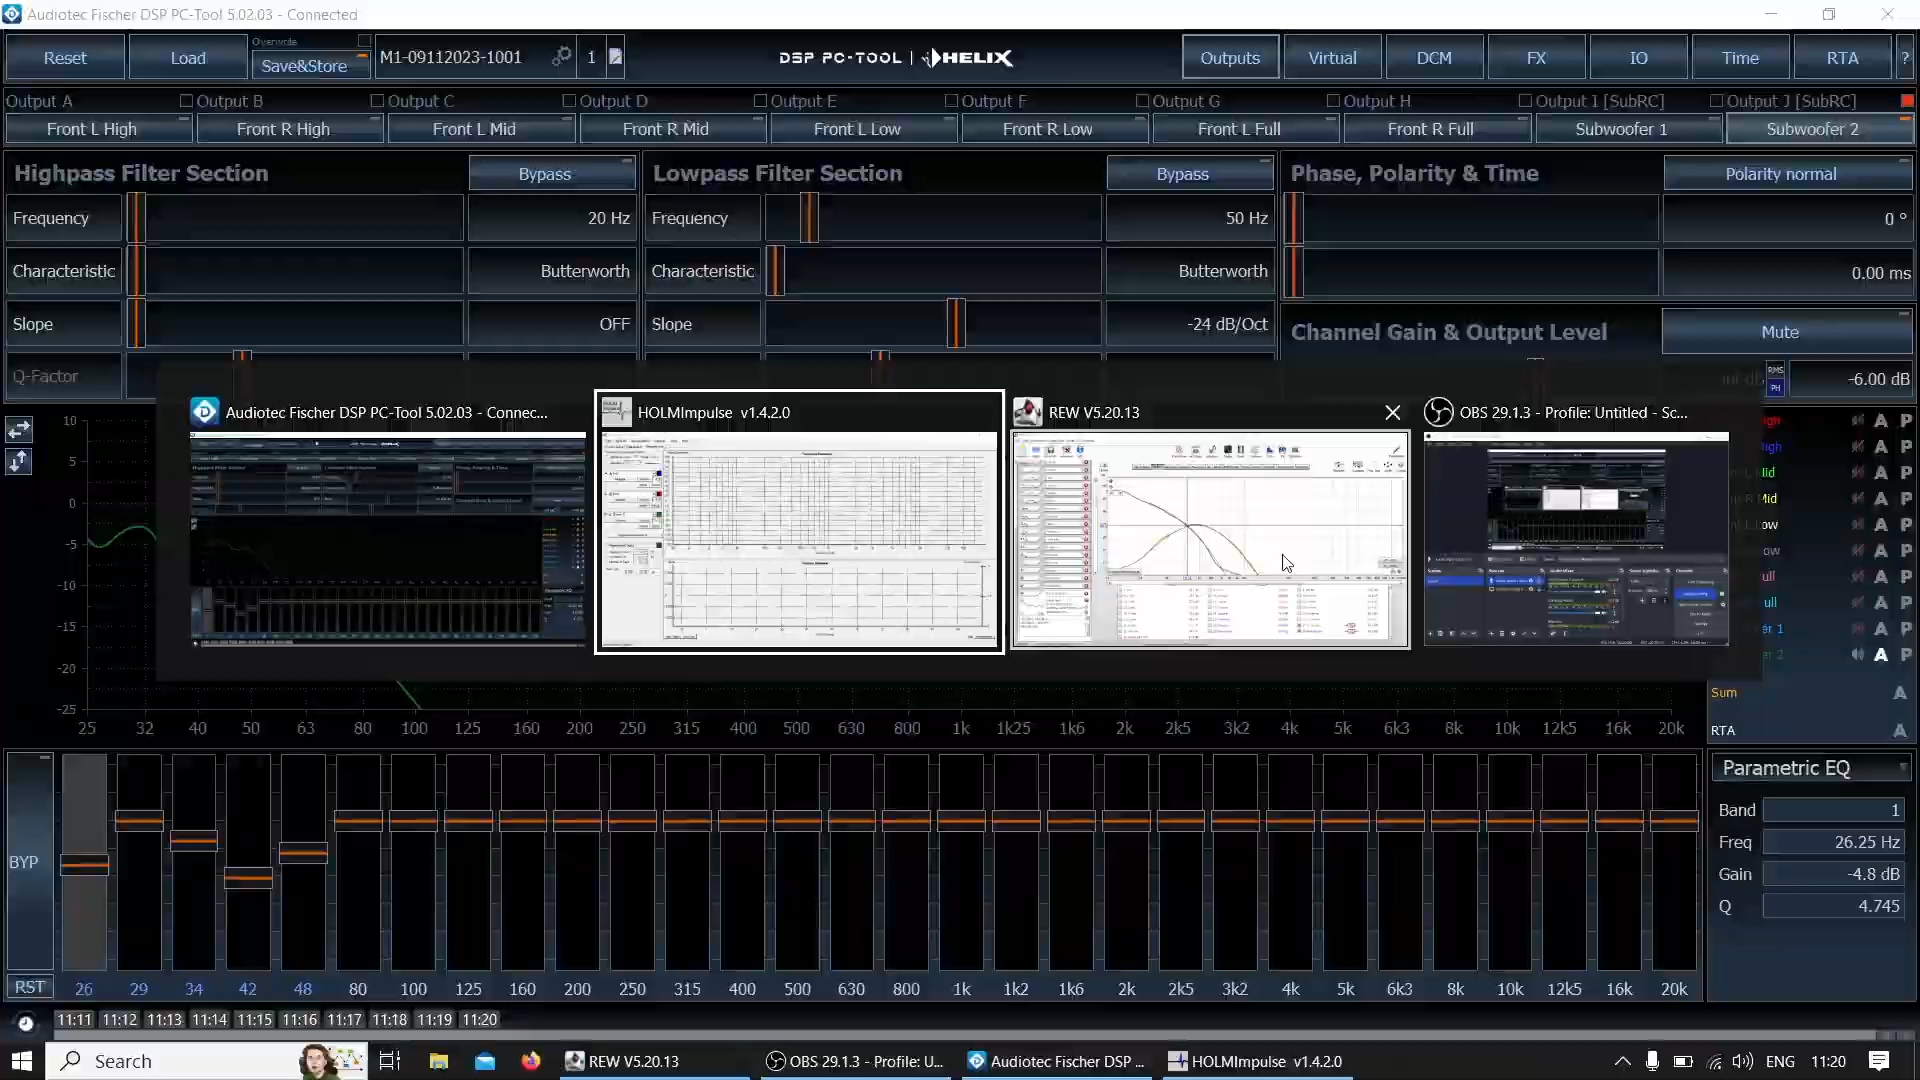 Audiotec Fischer DSP PC-Tool 5.02.03 - Connected
Reset
Load
Overwrite
Save&Store
M1-09112023-1001
1
DSP PC-TOOL | HELIX
Outputs
Virtual
DCM
FX
IO
Time
RTA
?
Output A
Output B
Output C
Output D
Output E
Output F
Output G
Output H
Output I [SubRC]
Output J [SubRC]
Front L High
Front R High
Front L Mid
Front R Mid
Front L Low
Front R Low
Front L Full
Front R Full
Subwoofer 1
Subwoofer 2
Highpass Filter Section
Bypass
Lowpass Filter Section
Bypass
Phase, Polarity & Time
Polarity normal
Frequency
20 Hz
Frequency
50 Hz
0 °
Characteristic
Butterworth
Characteristic
Butterworth
0.00 ms
Slope
OFF
Slope
-24 dB/Oct
Channel Gain & Output Level
Mute
Q-Factor
RMS
PH
-6.00 dB
Audiotec Fischer DSP PC-Tool 5.02.03 - Connec...
HOLMImpulse v1.4.2.0
REW V5.20.13
OBS 29.1.3 - Profile: Untitled - Sc...
10
5
0
-5
-10
-15
-20
-25
A P
A P
A P
A P
A P
A P
A P
A P
A P
A P
Sum
A
RTA
A
25 32 40 50 63 80 100 125 160 200 250 315 400 500 630 800 1k 1k25 1k6 2k 2k5 3k2 4k 5k 6k3 8k 10k 12k5 16k 20k
BYP
RST
26 29 34 42 48 80 100 125 160 200 250 315 400 500 630 800 1k 1k2 1k6 2k 2k5 3k2 4k 5k 6k3 8k 10k 12k5 16k 20k
Parametric EQ
Band
1
Freq
26.25 Hz
Gain
-4.8 dB
Q
4.745
11:11 11:12 11:13 11:14 11:15 11:16 11:17 11:18 11:19 11:20
Search
REW V5.20.13
OBS 29.1.3 - Profile: U...
Audiotec Fischer DSP ...
HOLMImpulse v1.4.2.0
ENG
11:20